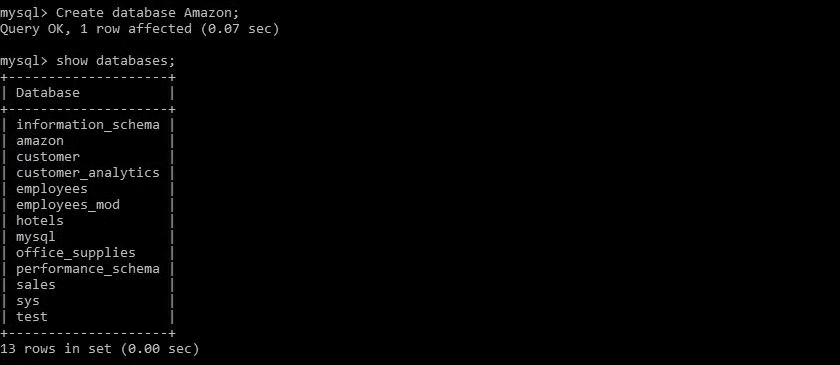 mysql> Create database Amazon;
Query OK, 1 row affected (0.07 sec)
mysql> show databases;
+--------------------+
| Database           |
+--------------------+
| information_schema |
| amazon             |
| customer           |
| customer_analytics |
| employees          |
| employees_mod      |
| hotels             |
| mysql              |
| office_supplies    |
| performance_schema |
| sales              |
| sys                |
| test               |
+--------------------+
13 rows in set (0.00 sec)